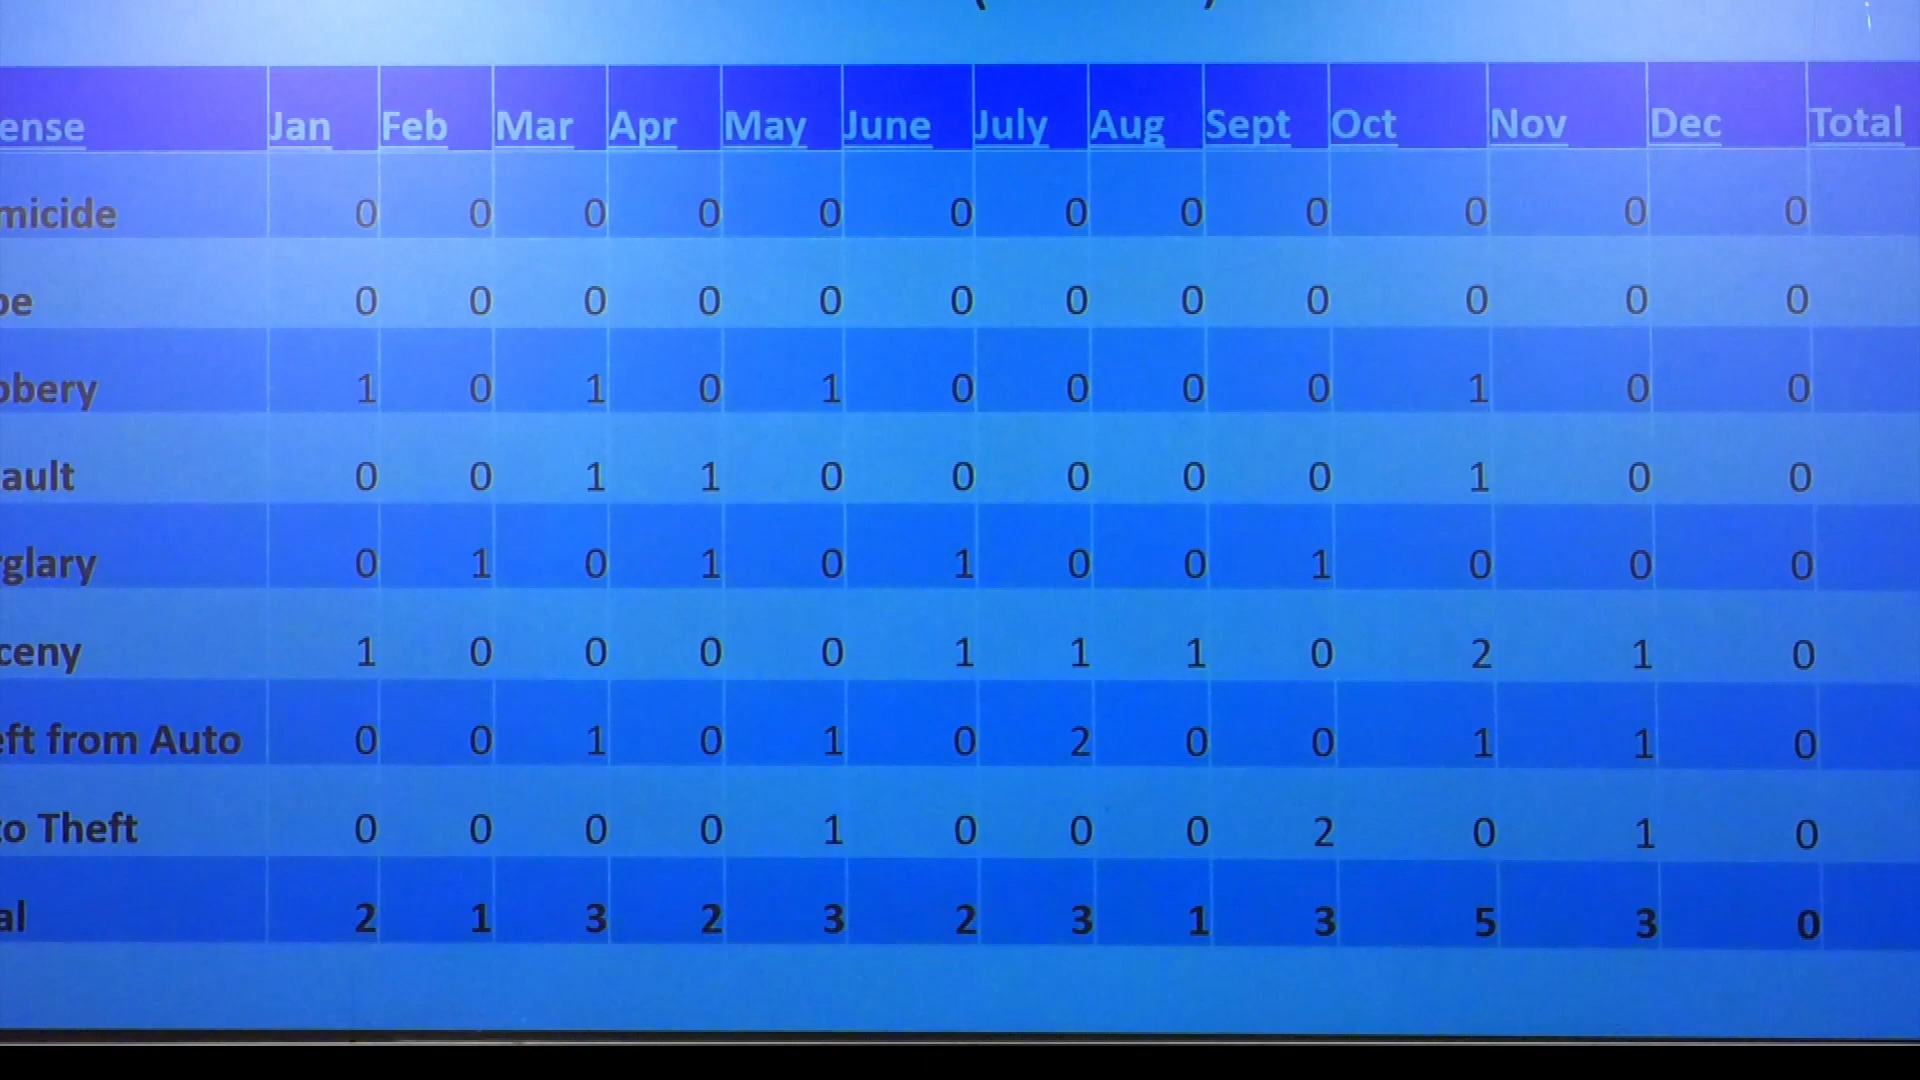 ense Jan Feb Mar Apr May June July Aug Sept Oct Nov Dec Total
micide 0 0 0 0 0 0 0 0 0 0 0 0
pe 0 0 0 0 0 0 0 0 0 0 0 0
bbery 1 0 1 0 1 0 0 0 0 1 0 0
ault 0 0 1 1 0 0 0 0 0 1 0 0
rglary 0 1 0 1 0 1 0 0 1 0 0 0
ceny 1 0 0 0 0 1 1 1 0 2 1 0
eft from Auto 0 0 1 0 1 0 2 0 0 1 1 0
to Theft 0 0 0 0 1 0 0 0 2 0 1 0
al 2 1 3 2 3 2 3 1 3 5 3 0